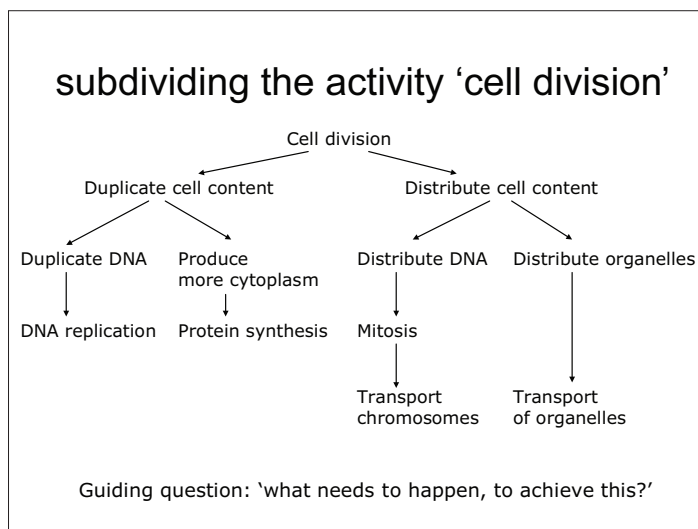 subdividing the activity ‘cell division’
Cell division
Duplicate cell content
Distribute cell content
Duplicate DNA
Produce
more cytoplasm
Distribute DNA
Distribute organelles
DNA replication
Protein synthesis
Mitosis
Transport
chromosomes
Transport
of organelles
Guiding question: ‘what needs to happen, to achieve this?’